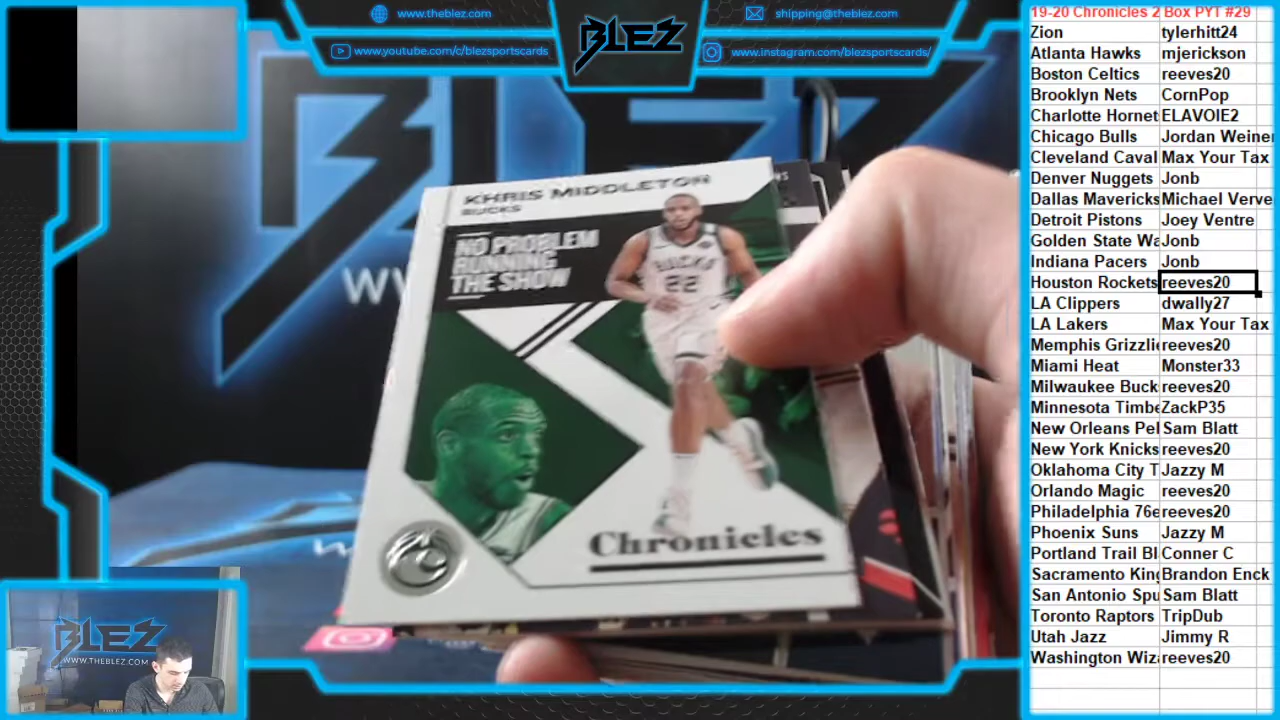 www.theblez.com
shipping@theblez.com
www.youtube.com/c/blezsportscards
www.instagram.com/blezsportscards/
BLEZ
KHRIS MIDDLETON
BUCKS
NO PROBLEM
RUNNING
THE SHOW
BUCKS
22
Chronicles
BLEZ
WWW.THEBLEZ.COM
19-20 Chronicles 2 Box PYT #29
Zion tylerhitt24
Atlanta Hawks mjerickson
Boston Celtics reeves20
Brooklyn Nets CornPop
Charlotte Hornet ELAVOIE2
Chicago Bulls Jordan Weiner
Cleveland Caval Max Your Tax
Denver Nuggets Jonb
Dallas Mavericks Michael Verve
Detroit Pistons Joey Ventre
Golden State Wa Jonb
Indiana Pacers Jonb
Houston Rockets reeves20
LA Clippers dwally27
LA Lakers Max Your Tax
Memphis Grizzlie reeves20
Miami Heat Monster33
Milwaukee Buck reeves20
Minnesota Timbe ZackP35
New Orleans Pel Sam Blatt
New York Knicks reeves20
Oklahoma City T Jazzy M
Orlando Magic reeves20
Philadelphia 76e reeves20
Phoenix Suns Jazzy M
Portland Trail Bl Conner C
Sacramento King Brandon Enck
San Antonio Spu Sam Blatt
Toronto Raptors TripDub
Utah Jazz Jimmy R
Washington Wiza reeves20